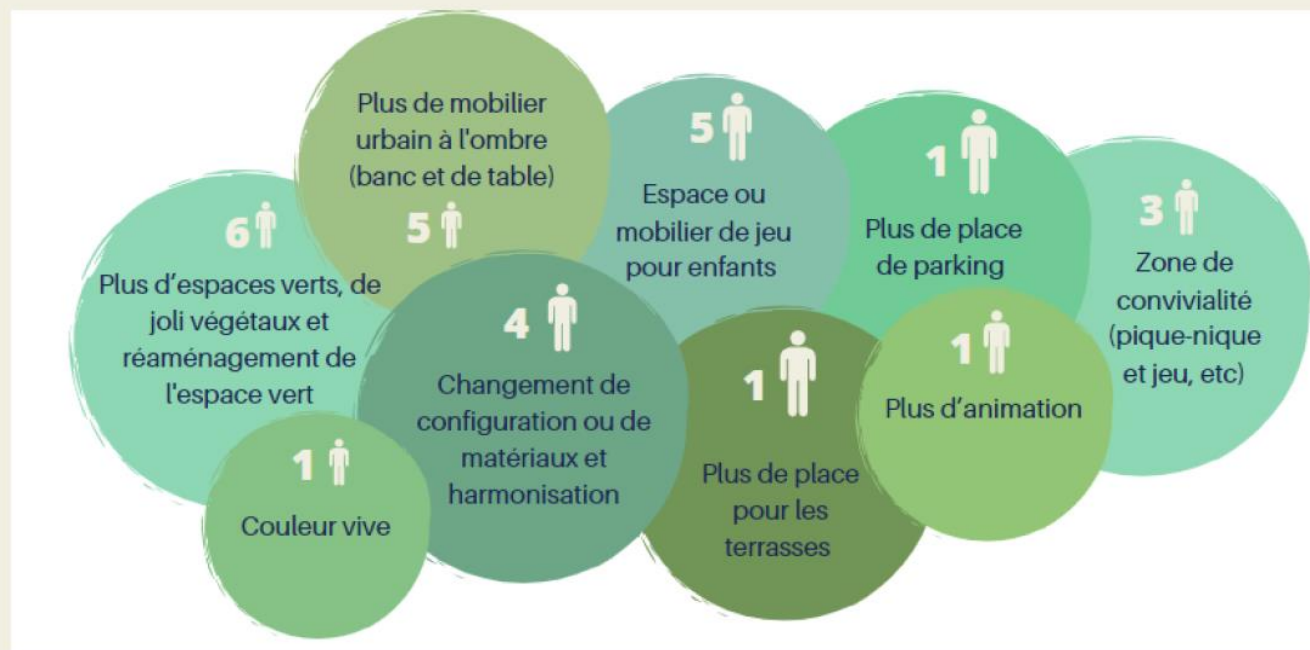 Plus de mobilier
urbain à l'ombre
(banc et de table)
5
5
Espace ou
mobilier de jeu
pour enfants
1
Plus de place
de parking
3
Zone de
convivialité
(pique-nique
et jeu, etc)
6
Plus d’espaces verts, de
joli végétaux et
réaménagement de
l'espace vert
4
Changement de
configuration ou de
matériaux et
harmonisation
1
Plus de place
pour les
terrasses
1
Plus d’animation
1
Couleur vive